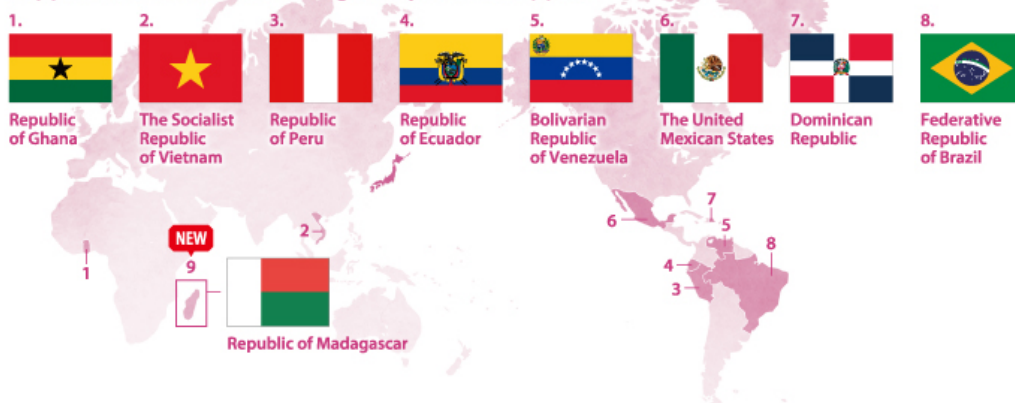 1.
2.
3.
4.
5.
6.
7.
8.
Republic
of Ghana
The Socialist
Republic
of Vietnam
Republic
of Peru
Republic
of Ecuador
Bolivarian
Republic
of Venezuela
The United
Mexican States
Dominican
Republic
Federative
Republic
of Brazil
NEW
9
1
2
Republic of Madagascar
6
7
5
8
4
3